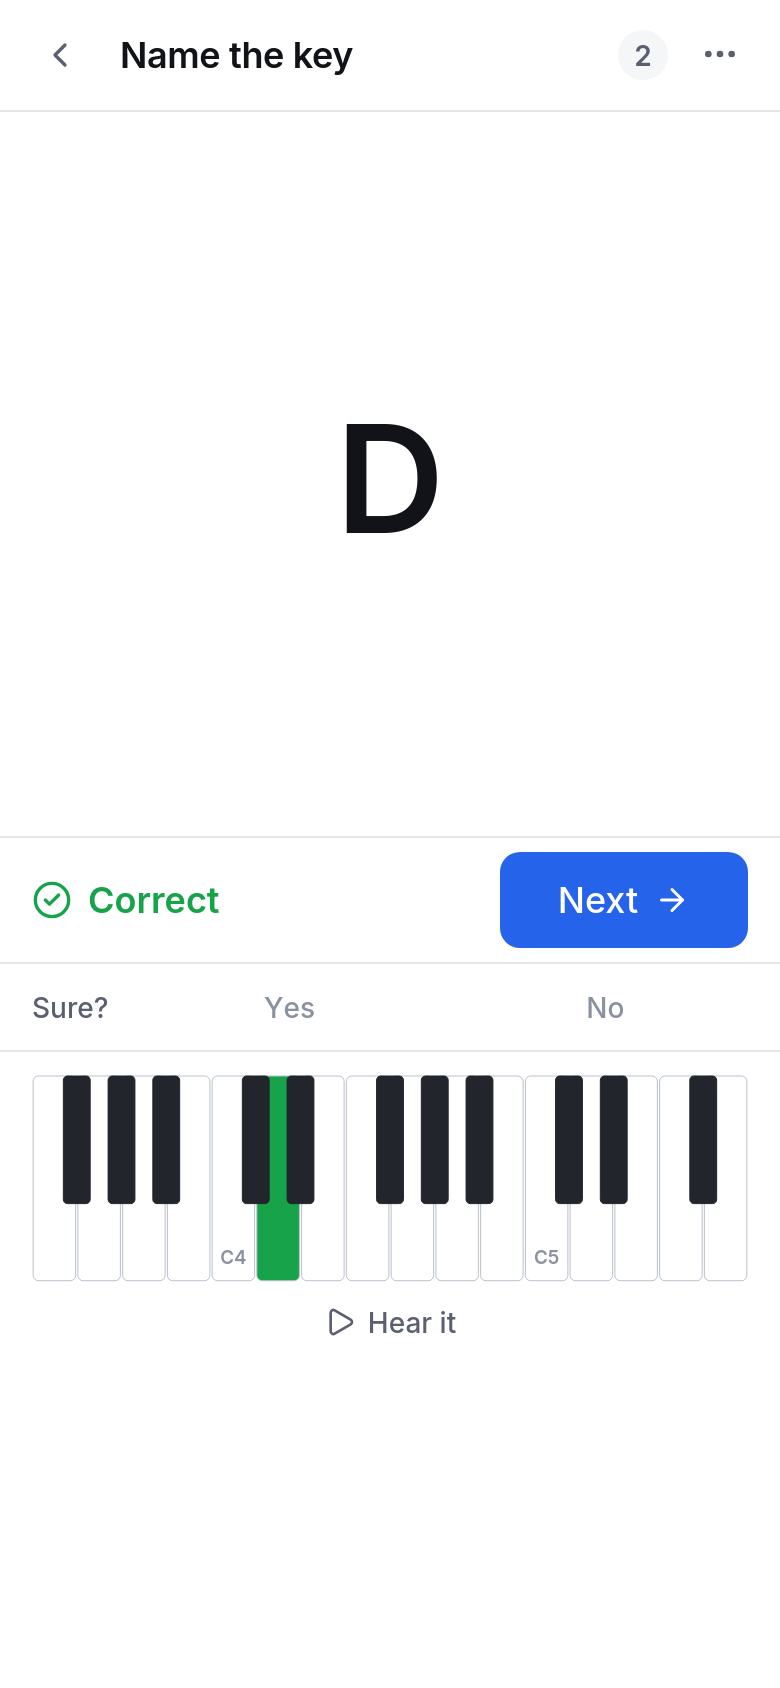 Name the key
2
D
Correct
Next
Sure?
Yes
No
C4
C5
Hear it